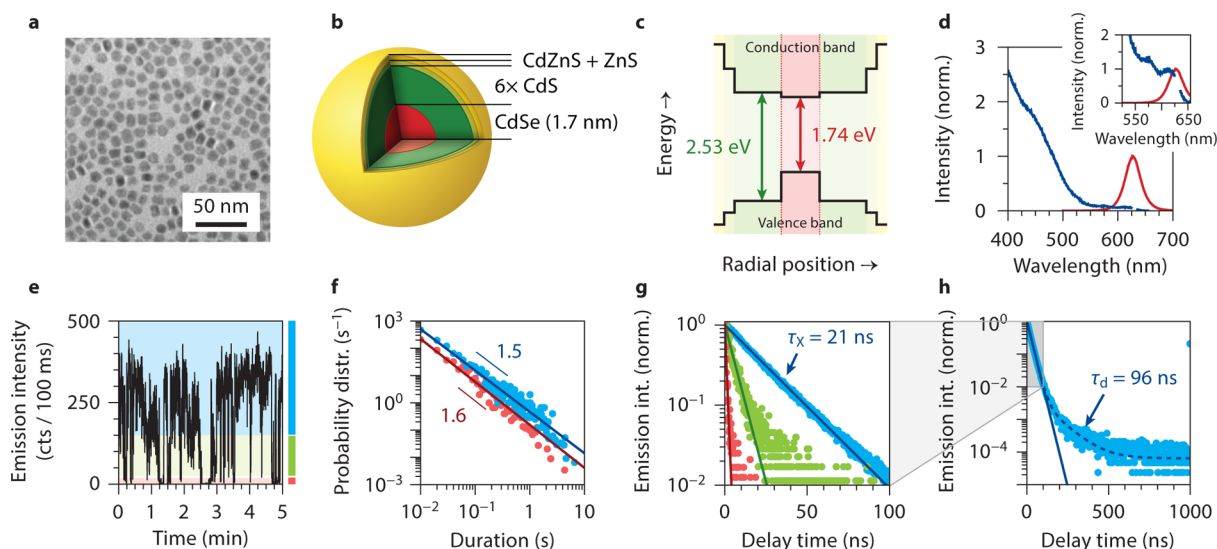 a
50 nm
b
CdZnS + ZnS
6× CdS
CdSe (1.7 nm)
c
Conduction band
2.53 eV
1.74 eV
Valence band
Energy →
Radial position →
d
Intensity (norm.)
3
2
1
0
400
500
600
700
Wavelength (nm)
Intensity (norm.)
2
1
0
550
650
Wavelength (nm)
e
Emission intensity
(cts / 100 ms)
500
250
0
0
1
2
3
4
5
Time (min)
f
Probability distr. (s⁻¹)
10³
10⁰
10⁻³
1.5
1.6
10⁻²
10⁻¹
1
10
Duration (s)
g
Emission int. (norm.)
10⁰
10⁻¹
10⁻²
τX = 21 ns
0
100
Delay time (ns)
h
Emission int. (norm.)
10⁰
10⁻²
10⁻⁴
τd = 96 ns
0
500
1000
Delay time (ns)